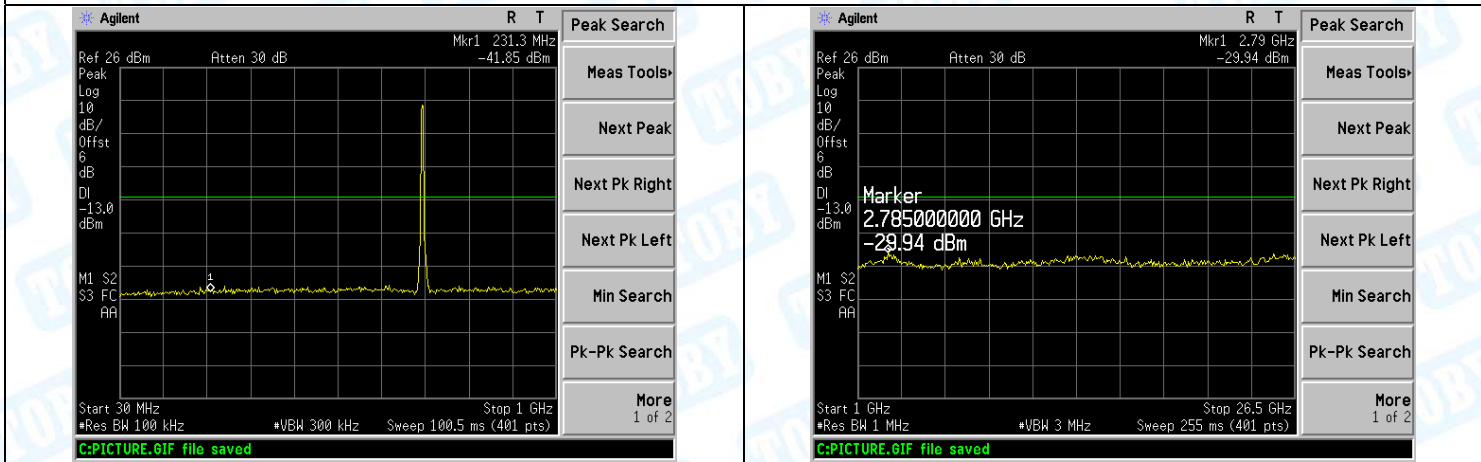 Agilent R T
Mkr1 231.3 MHz
Ref 26 dBm Atten 30 dB -41.85 dBm
Peak
Log
10
dB/
Offst
6
dB
DI
-13.0
dBm
M1 S2
S3 FC
AA
1
Start 30 MHz Stop 1 GHz
#Res BW 100 kHz #VBW 300 kHz Sweep 100.5 ms (401 pts)
C:PICTURE.GIF file saved
Peak Search
Meas Tools
Next Peak
Next Pk Right
Next Pk Left
Min Search
Pk-Pk Search
More
1 of 2
Agilent R T
Mkr1 2.79 GHz
Ref 26 dBm Atten 30 dB -29.94 dBm
Peak
Log
10
dB/
Offst
6
dB
DI
-13.0
dBm
Marker
2.785000000 GHz
-29.94 dBm
M1 S2
S3 FC
AA
Start 1 GHz Stop 26.5 GHz
#Res BW 1 MHz #VBW 3 MHz Sweep 255 ms (401 pts)
C:PICTURE.GIF file saved
Peak Search
Meas Tools
Next Peak
Next Pk Right
Next Pk Left
Min Search
Pk-Pk Search
More
1 of 2
TOBY